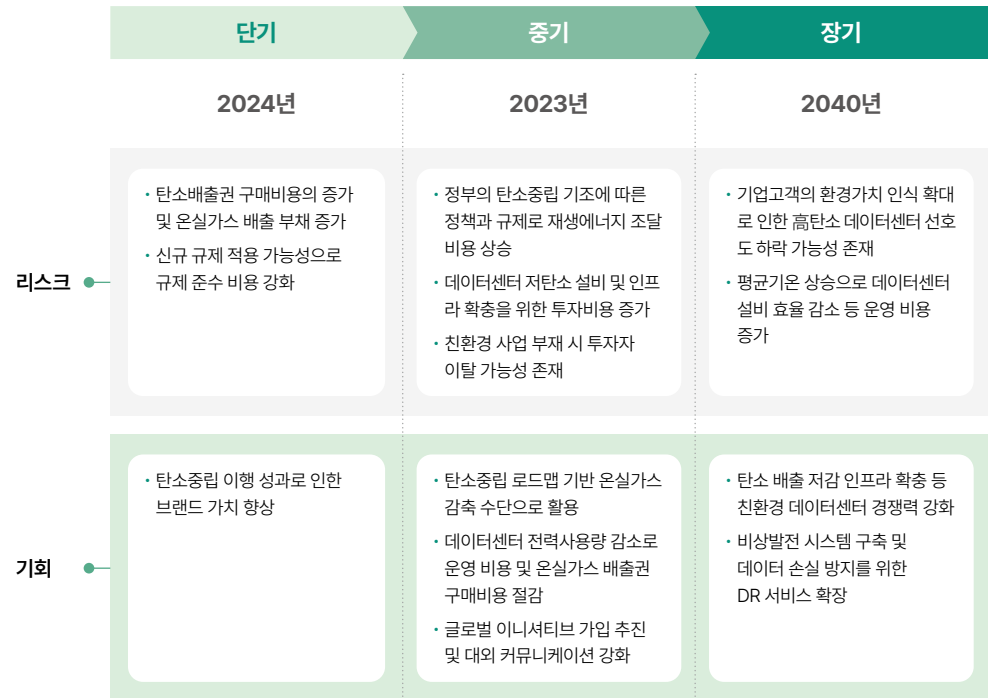 단기
중기
장기
2024년
2023년
2040년
리스크
• 탄소배출권 구매비용의 증가
및 온실가스 배출 부채 증가
• 신규 규제 적용 가능성으로
규제 준수 비용 강화
• 정부의 탄소중립 기조에 따른
정책과 규제로 재생에너지 조달
비용 상승
• 데이터센터 저탄소 설비 및 인프
라 확충을 위한 투자비용 증가
• 친환경 사업 부재 시 투자자
이탈 가능성 존재
• 기업고객의 환경가치 인식 확대
로 인한 高탄소 데이터센터 선호
도 하락 가능성 존재
• 평균기온 상승으로 데이터센터
설비 효율 감소 등 운영 비용
증가
기회
• 탄소중립 이행 성과로 인한
브랜드 가치 향상
• 탄소중립 로드맵 기반 온실가스
감축 수단으로 활용
• 데이터센터 전력사용량 감소로
운영 비용 및 온실가스 배출권
구매비용 절감
• 글로벌 이니셔티브 가입 추진
및 대외 커뮤니케이션 강화
• 탄소 배출 저감 인프라 확충 등
친환경 데이터센터 경쟁력 강화
• 비상발전 시스템 구축 및
데이터 손실 방지를 위한
DR 서비스 확장